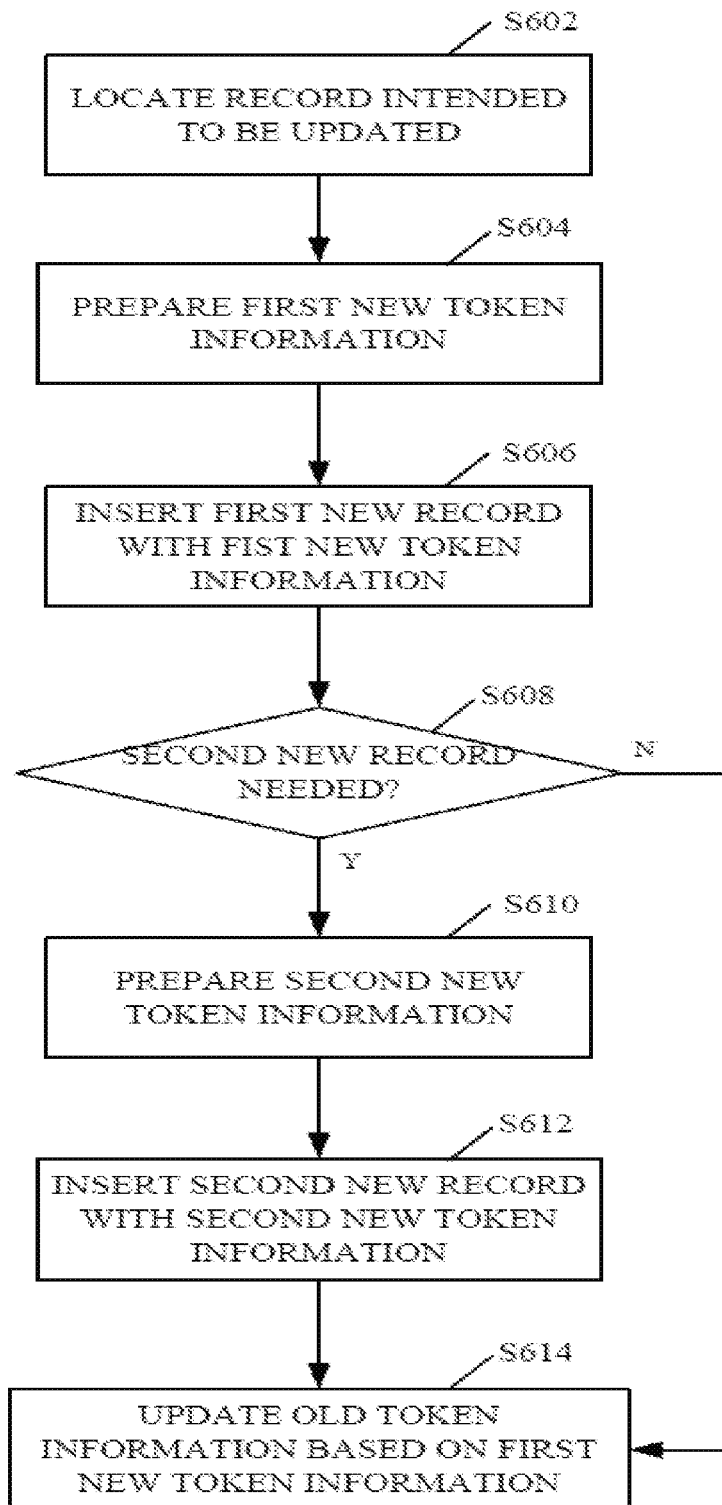 S602
LOCATE RECORD INTENDED
TO BE UPDATED
S604
PREPARE FIRST NEW TOKEN
INFORMATION
S606
INSERT FIRST NEW RECORD
WITH FIST NEW TOKEN
INFORMATION
S608
SECOND NEW RECORD
NEEDED?
N
Y
S610
PREPARE SECOND NEW
TOKEN INFORMATION
S612
INSERT SECOND NEW RECORD
WITH SECOND NEW TOKEN
INFORMATION
S614
UPDATE OLD TOKEN
INFORMATION BASED ON FIRST
NEW TOKEN INFORMATION